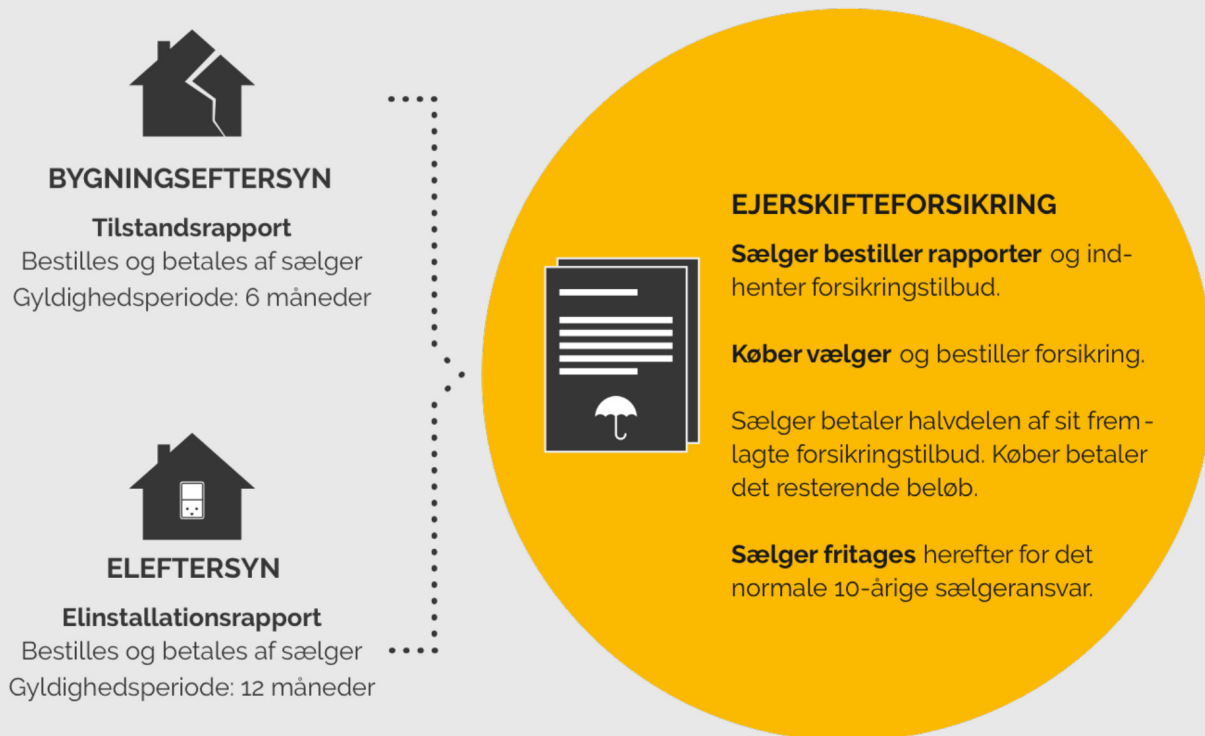 BYGNINGSEFTERSYN
Tilstandsrapport
Bestilles og betales af sælger
Gyldighedsperiode: 6 måneder
ELEFTERSYN
Elinstallationsrapport
Bestilles og betales af sælger
Gyldighedsperiode: 12 måneder
EJERSKIFTEFORSIKRING
Sælger bestiller rapporter og ind-
henter forsikringstilbud.
Køber vælger og bestiller forsikring.
Sælger betaler halvdelen af sit frem-
lagte forsikringstilbud. Køber betaler
det resterende beløb.
Sælger fritages herefter for det
normale 10-årige sælgeransvar.